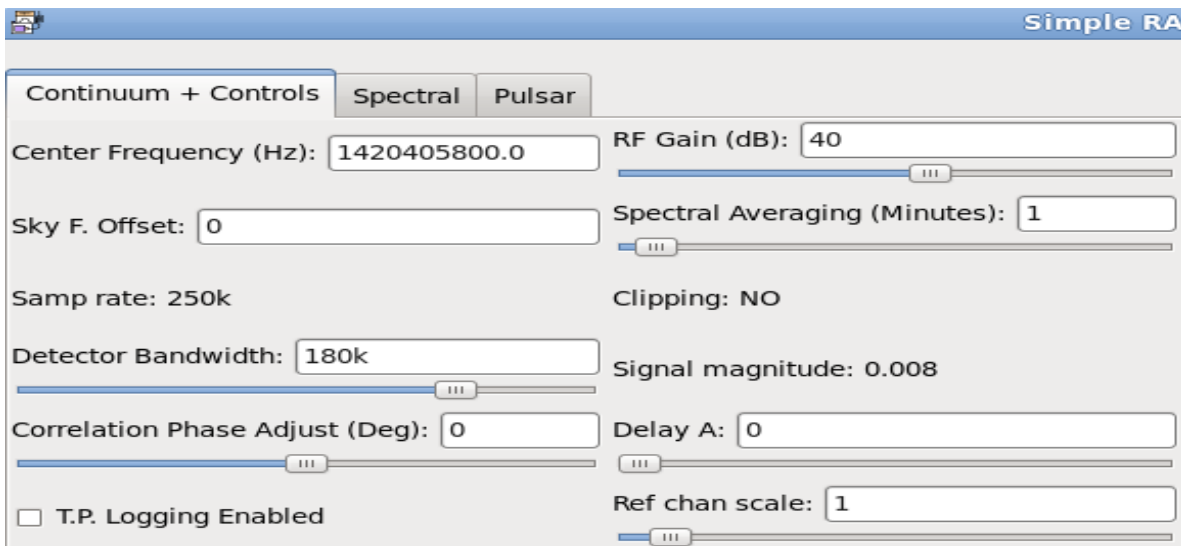 Simple RA
Continuum + Controls Spectral Pulsar
Center Frequency (Hz): 1420405800.0
RF Gain (dB): 40
Sky F. Offset: 0
Spectral Averaging (Minutes): 1
Samp rate: 250k
Clipping: NO
Detector Bandwidth: 180k
Signal magnitude: 0.008
Correlation Phase Adjust (Deg): 0
Delay A: 0
T.P. Logging Enabled
Ref chan scale: 1